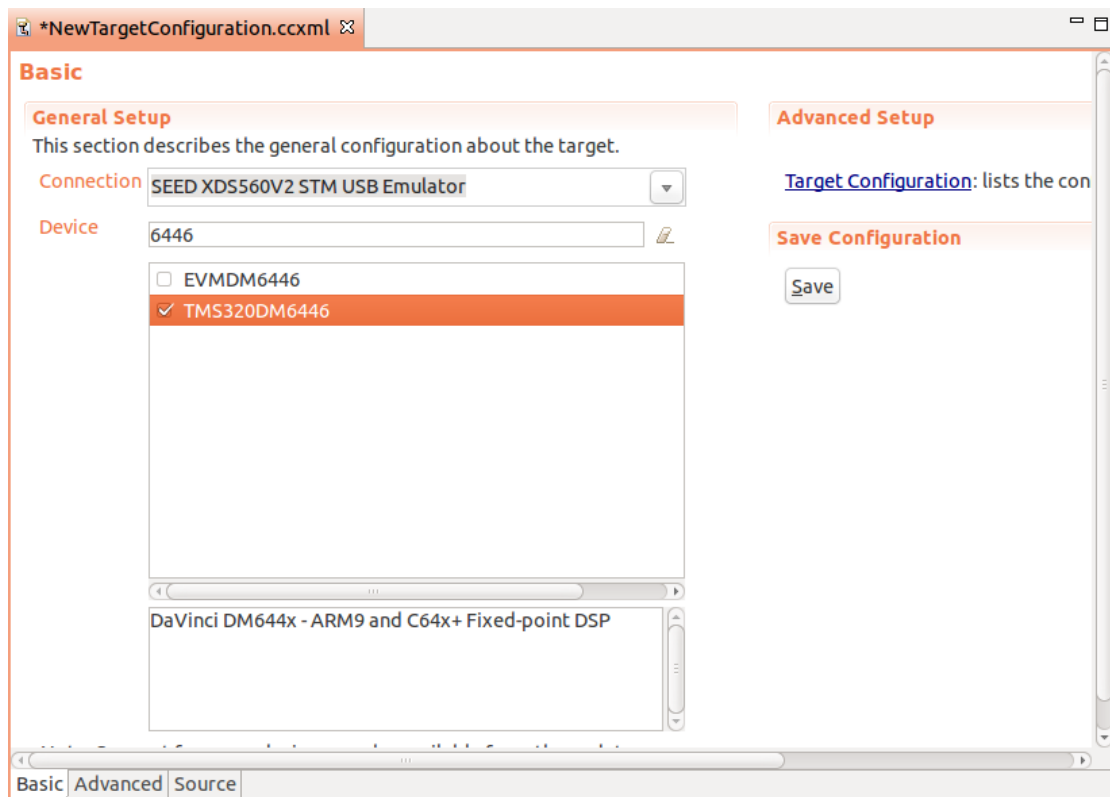 *NewTargetConfiguration.ccxml
Basic
General Setup
This section describes the general configuration about the target.
Connection SEED XDS560V2 STM USB Emulator
Device 6446
EVMDM6446
TMS320DM6446
DaVinci DM644x - ARM9 and C64x+ Fixed-point DSP
Advanced Setup
Target Configuration: lists the con
Save Configuration
Save
Basic Advanced Source